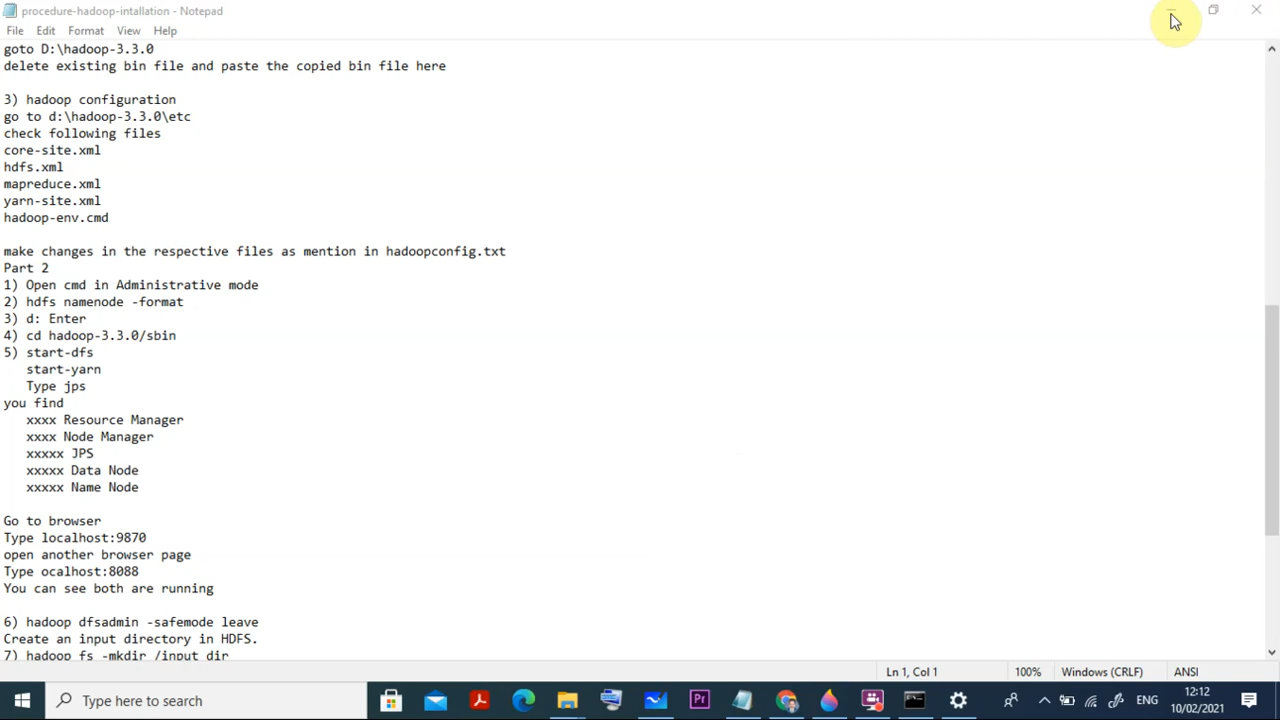 procedure-hadoop-intallation - Notepad
File Edit Format View Help
goto D:\hadoop-3.3.0
delete existing bin file and paste the copied bin file here
3) hadoop configuration
go to d:\hadoop-3.3.0\etc
check following files
core-site.xml
hdfs.xml
mapreduce.xml
yarn-site.xml
hadoop-env.cmd
make changes in the respective files as mention in hadoopconfig.txt
Part 2
1) Open cmd in Administrative mode
2) hdfs namenode -format
3) d: Enter
4) cd hadoop-3.3.0/sbin
5) start-dfs
start-yarn
Type jps
you find
xxxx Resource Manager
xxxx Node Manager
xxxxx JPS
xxxxx Data Node
xxxxx Name Node
Go to browser
Type localhost:9870
open another browser page
Type ocalhost:8088
You can see both are running
6) hadoop dfsadmin -safemode leave
Create an input directory in HDFS.
7) hadoop fs -mkdir /input_dir
Ln 1, Col 1 100% Windows (CRLF) ANSI
Type here to search
Pr
ENG
12:12
10/02/2021